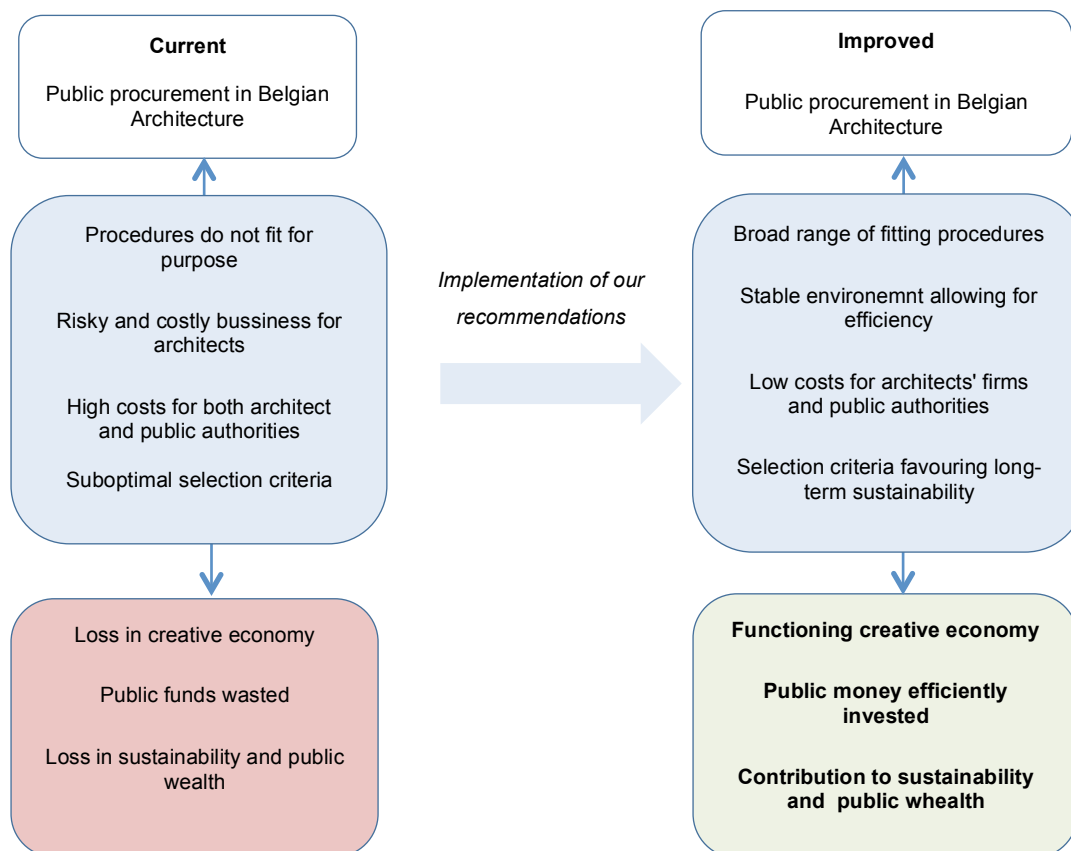 Current
Public procurement in Belgian
Architecture
Procedures do not fit for
purpose
Risky and costly bussiness for
architects
High costs for both architect
and public authorities
Suboptimal selection criteria
Loss in creative economy
Public funds wasted
Loss in sustainability and public
wealth
Implementation of our
recommendations
Improved
Public procurement in Belgian
Architecture
Broad range of fitting procedures
Stable environemnt allowing for
efficiency
Low costs for architects' firms
and public authorities
Selection criteria favouring long-
term sustainability
Functioning creative economy
Public money efficiently
invested
Contribution to sustainability
and public whealth